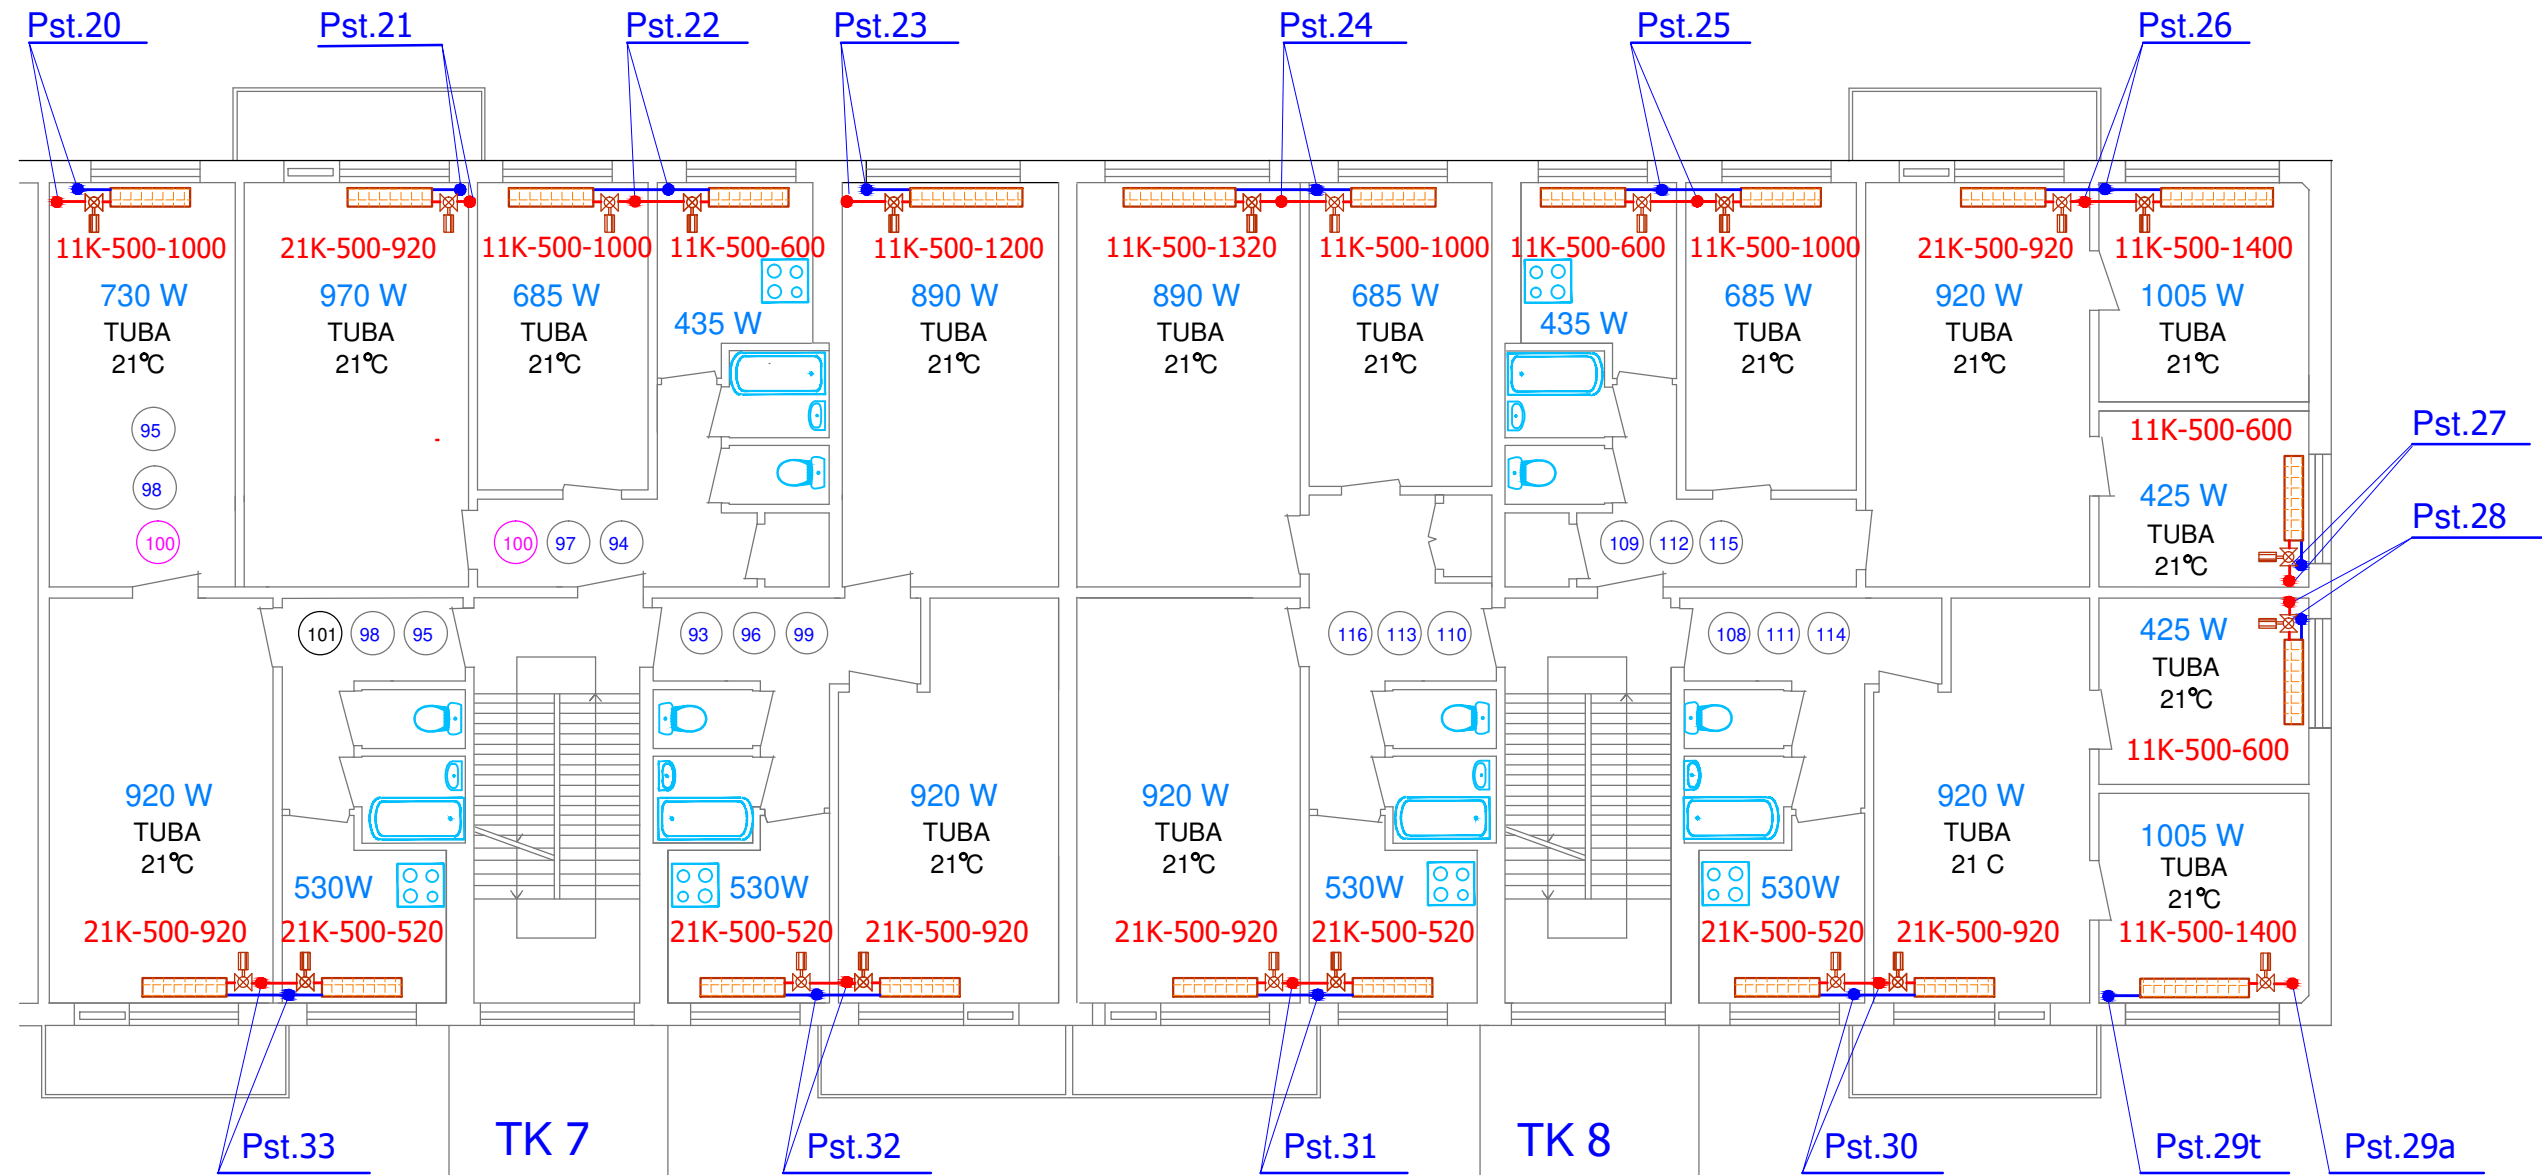 Pst.20 Pst.21 Pst.22 Pst.23 Pst.24 Pst.25 Pst.26
11K-500-1000 21K-500-920 11K-500-1000 11K-500-600 11K-500-1200 11K-500-1320 11K-500-1000 11K-500-600 11K-500-1000 21K-500-920 11K-500-1400
730 W 970 W 685 W 890 W 890 W 685 W 685 W 920 W 1005 W
435 W 435 W
TUBA TUBA TUBA TUBA TUBA TUBA TUBA TUBA TUBA
21°C 21°C 21°C 21°C 21°C 21°C 21°C 21°C 21°C
95
98
100
11K-500-600
Pst.27
425 W
TUBA
21°C
Pst.28
100 97 94
109 112 115
101 98 95
93 96 99
116 113 110
108 111 114
425 W
TUBA
21°C
11K-500-600
920 W 920 W 920 W 920 W
TUBA TUBA TUBA TUBA
21°C 21°C 21°C 21 C
1005 W
TUBA
21°C
530W 530W 530W 530W
21K-500-920 21K-500-520 21K-500-520 21K-500-920 21K-500-920 21K-500-520 21K-500-520 21K-500-920 11K-500-1400
TK 7 TK 8
Pst.33 Pst.32 Pst.31 Pst.30 Pst.29t Pst.29a